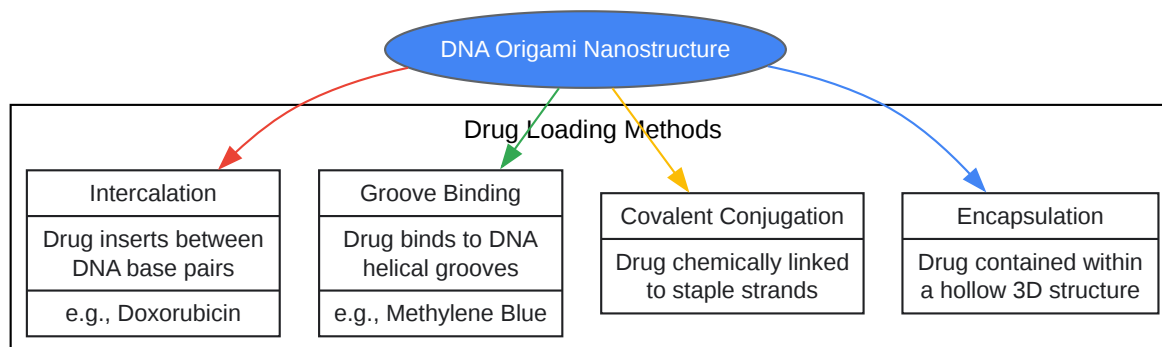 DNA Origami Nanostructure
Drug Loading Methods
Intercalation
Drug inserts between
DNA base pairs
e.g., Doxorubicin
Groove Binding
Drug binds to DNA
helical grooves
e.g., Methylene Blue
Covalent Conjugation
Drug chemically linked
to staple strands
Encapsulation
Drug contained within
a hollow 3D structure